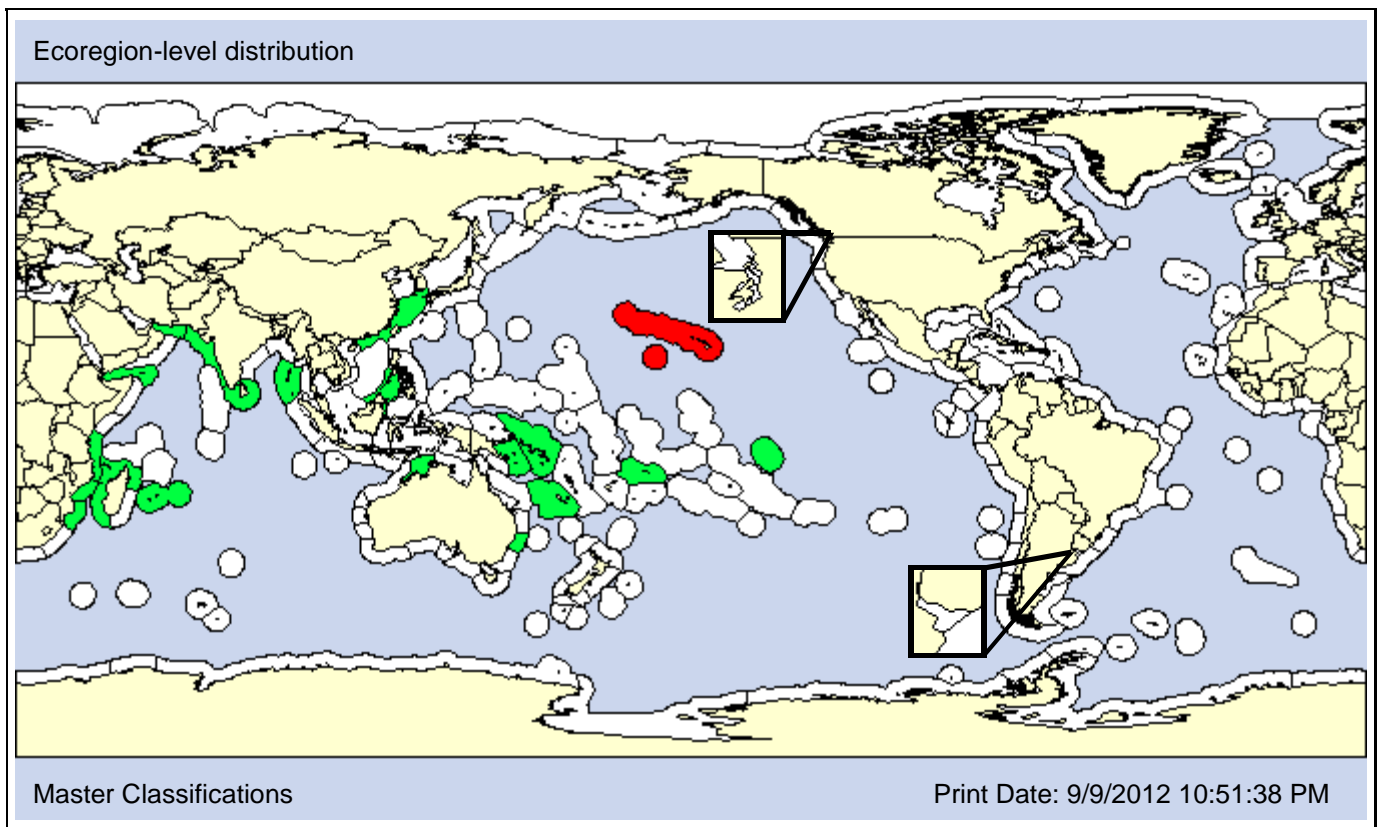 Ecoregion-level distribution
Master Classifications
Print Date: 9/9/2012 10:51:38 PM